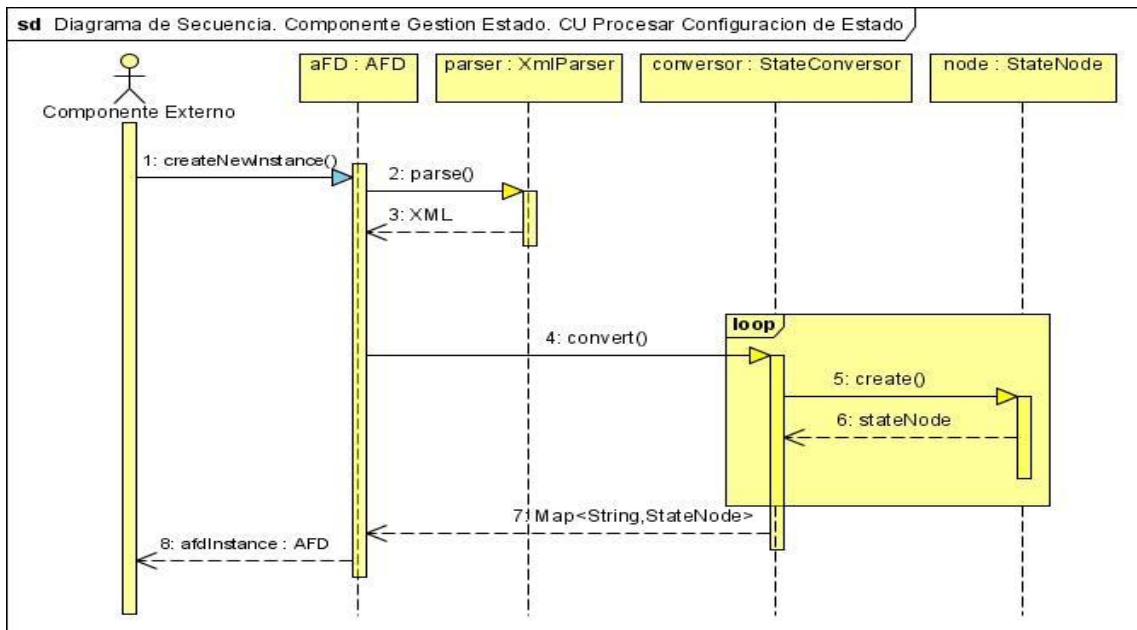 sd Diagrama de Secuencia. Componente Gestion Estado. CU Procesar Configuracion de Estado
aFD : AFD
parser : XmlParser
conversor : StateConversor
node : StateNode
Componente Externo
1: createNewInstance()
2: parse()
3: XML
loop
4: convert()
5: create()
6: stateNode
7: Map<String,StateNode>
8: afdInstance : AFD